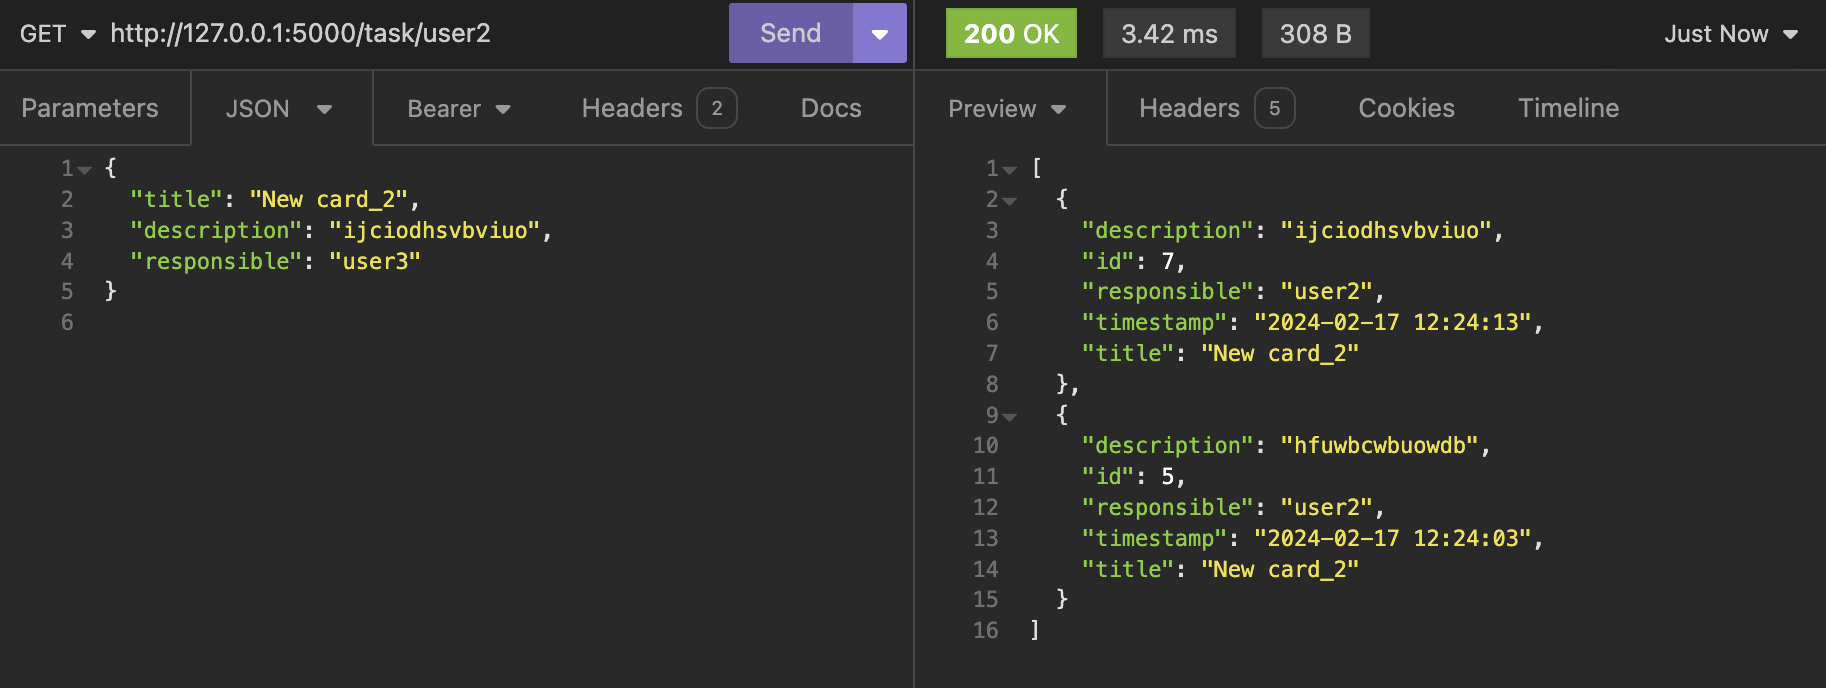 GET http://127.0.0.1:5000/task/user2 Send
200 OK 3.42 ms 308 B Just Now
Parameters JSON Bearer Headers 2 Docs
Preview Headers 5 Cookies Timeline
1 {
2 "title": "New card_2",
3 "description": "ijciodhsvbviuo",
4 "responsible": "user3"
5 }
6
1 [
2 {
3 "description": "ijciodhsvbviuo",
4 "id": 7,
5 "responsible": "user2",
6 "timestamp": "2024-02-17 12:24:13",
7 "title": "New card_2"
8 },
9 {
10 "description": "hfuwbcwbuowdb",
11 "id": 5,
12 "responsible": "user2",
13 "timestamp": "2024-02-17 12:24:03",
14 "title": "New card_2"
15 }
16 ]